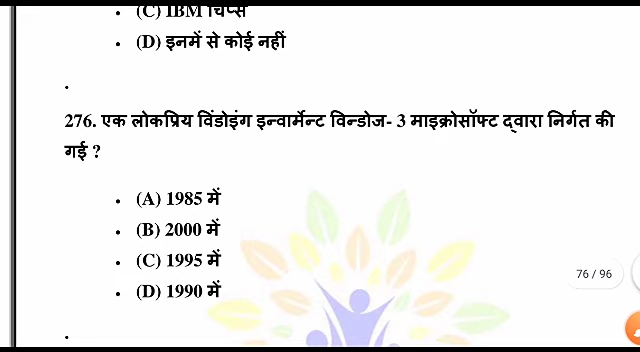 (C) IBM चिप्स
(D) इनमें से कोई नहीं
.
276. एक लोकप्रिय विंडोइंग इन्वार्मेन्ट विन्डोज- 3 माइक्रोसॉफ्ट द्वारा निर्गत की
गई ?
(A) 1985 में
(B) 2000 में
(C) 1995 में
(D) 1990 में
76 / 96
.